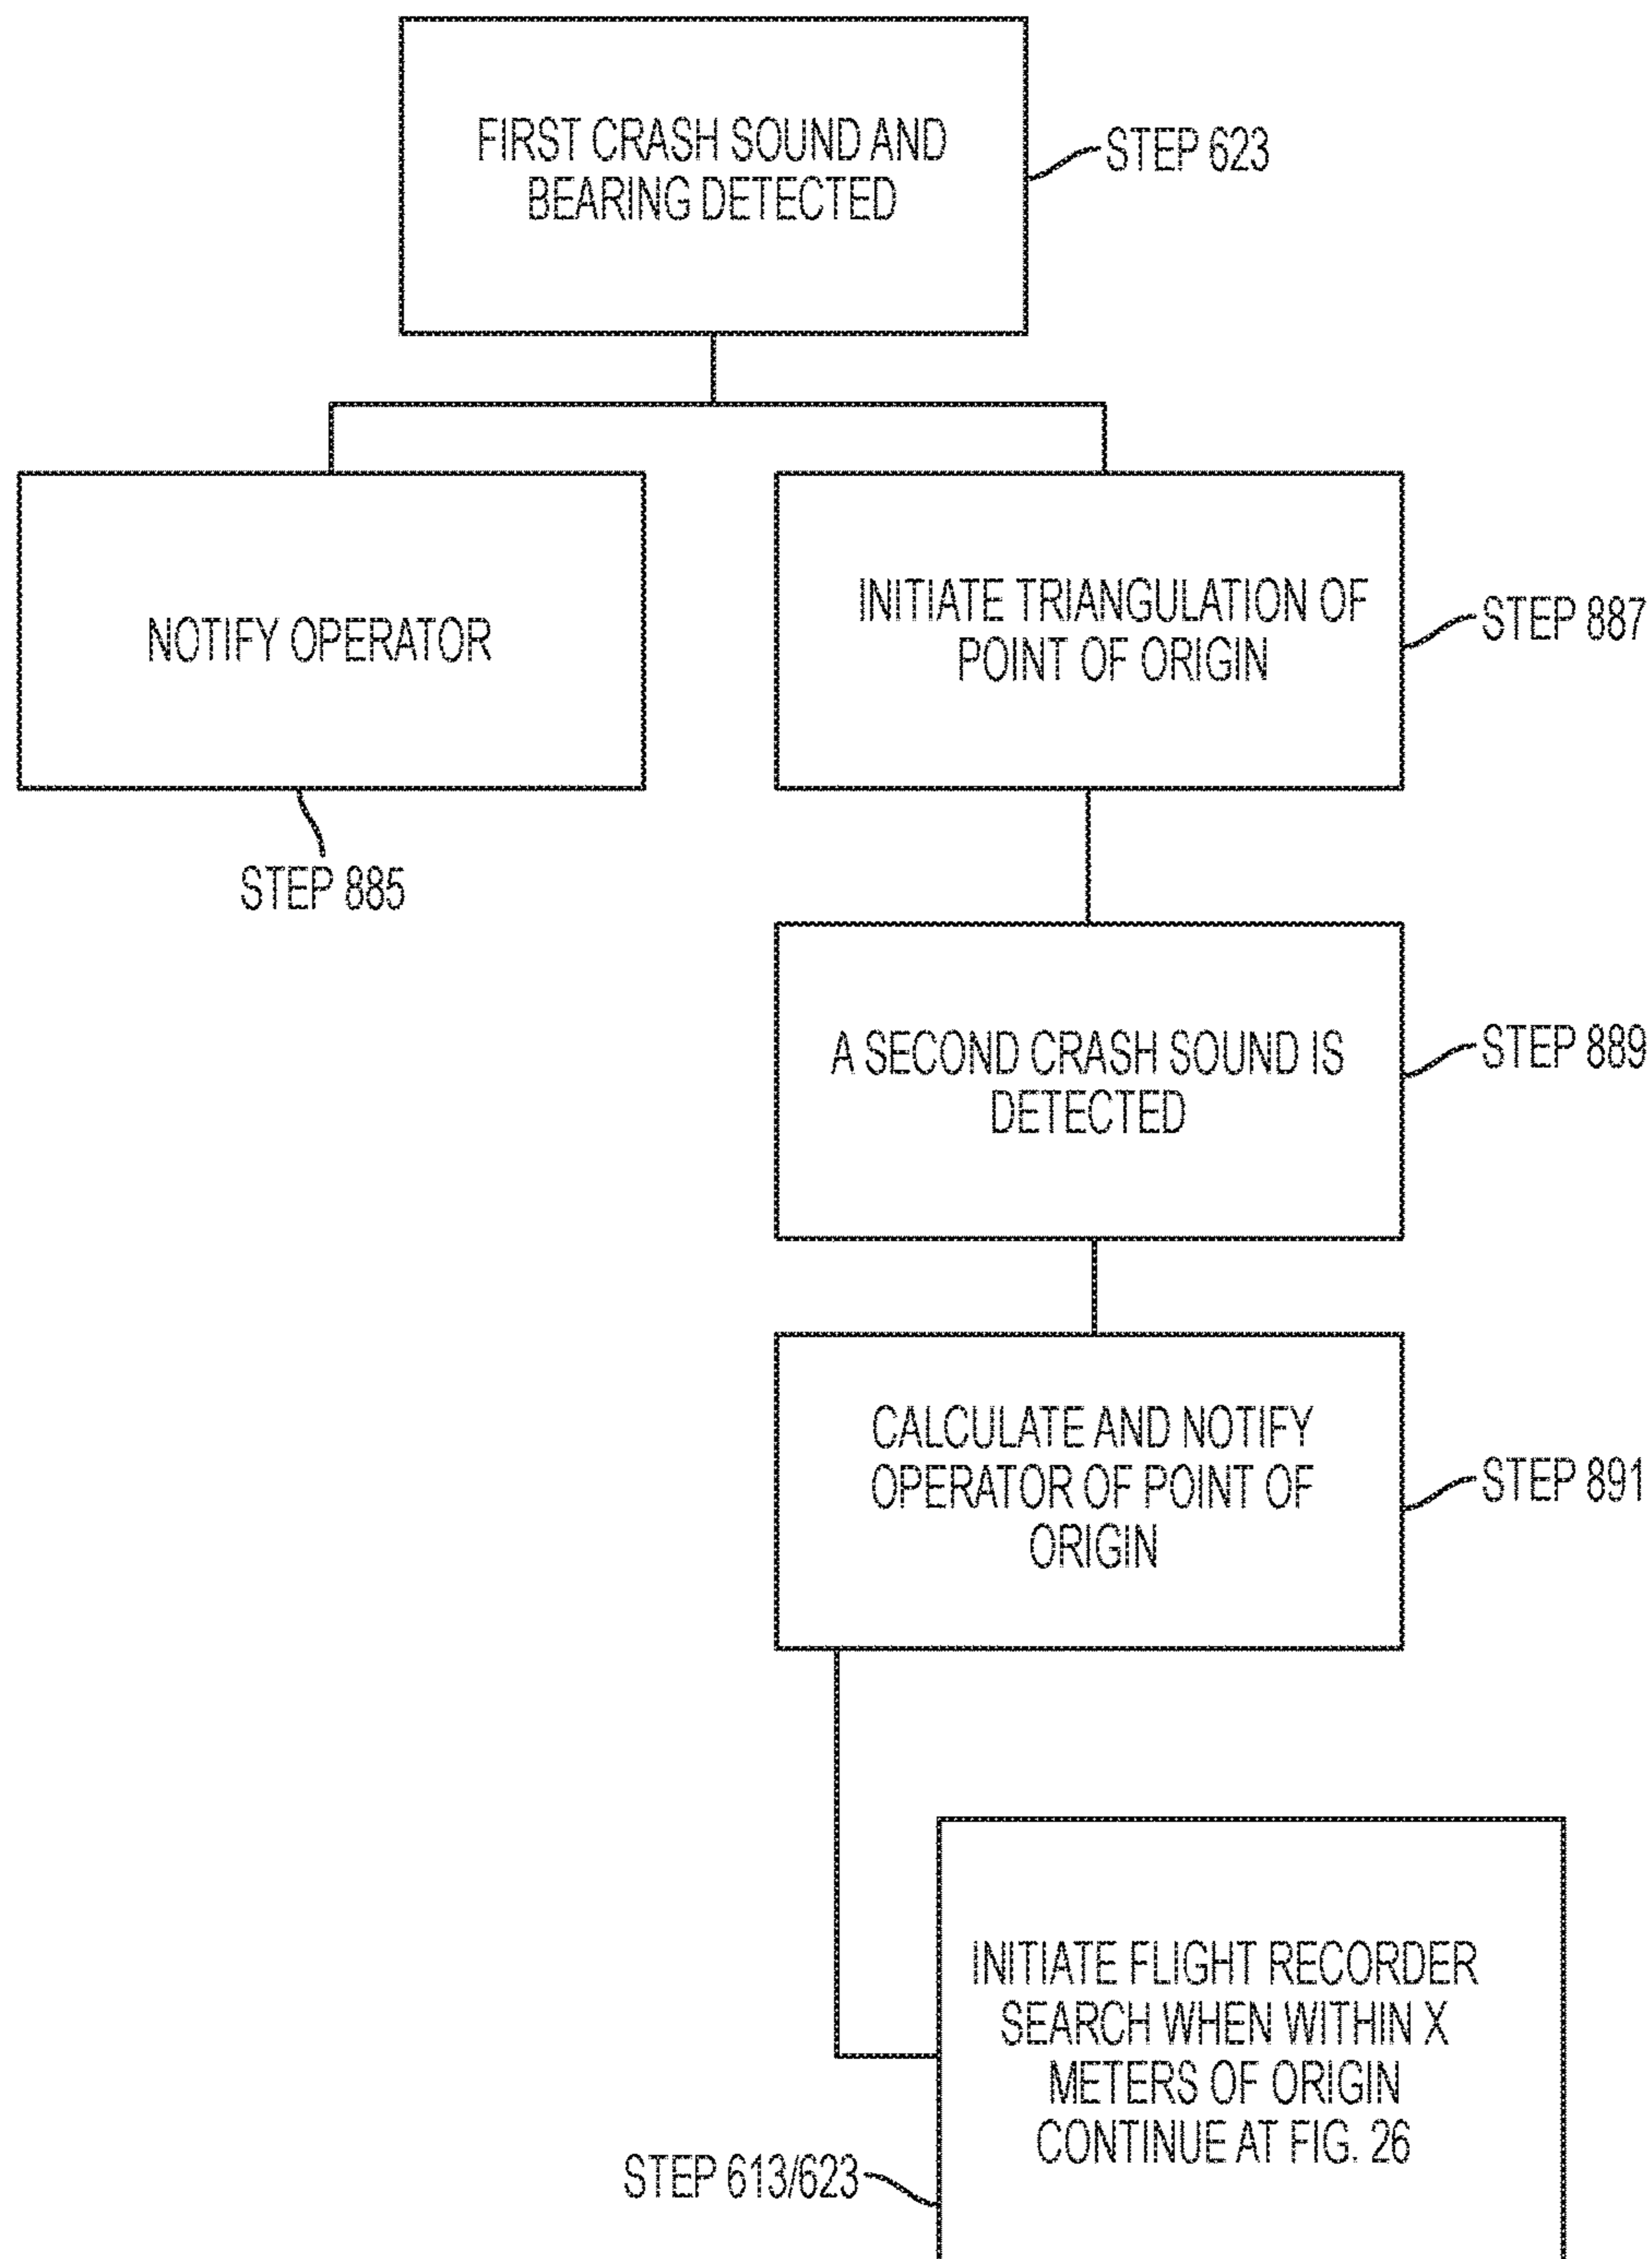 FIRST CRASH SOUND AND
BEARING DETECTED
STEP 623
NOTIFY OPERATOR
STEP 885
INITIATE TRIANGULATION OF
POINT OF ORIGIN
STEP 887
A SECOND CRASH SOUND IS
DETECTED
STEP 889
CALCULATE AND NOTIFY
OPERATOR OF POINT OF
ORIGIN
STEP 891
INITIATE FLIGHT RECORDER
SEARCH WHEN WITHIN X
METERS OF ORIGIN
CONTINUE AT FIG. 26
STEP 613/623